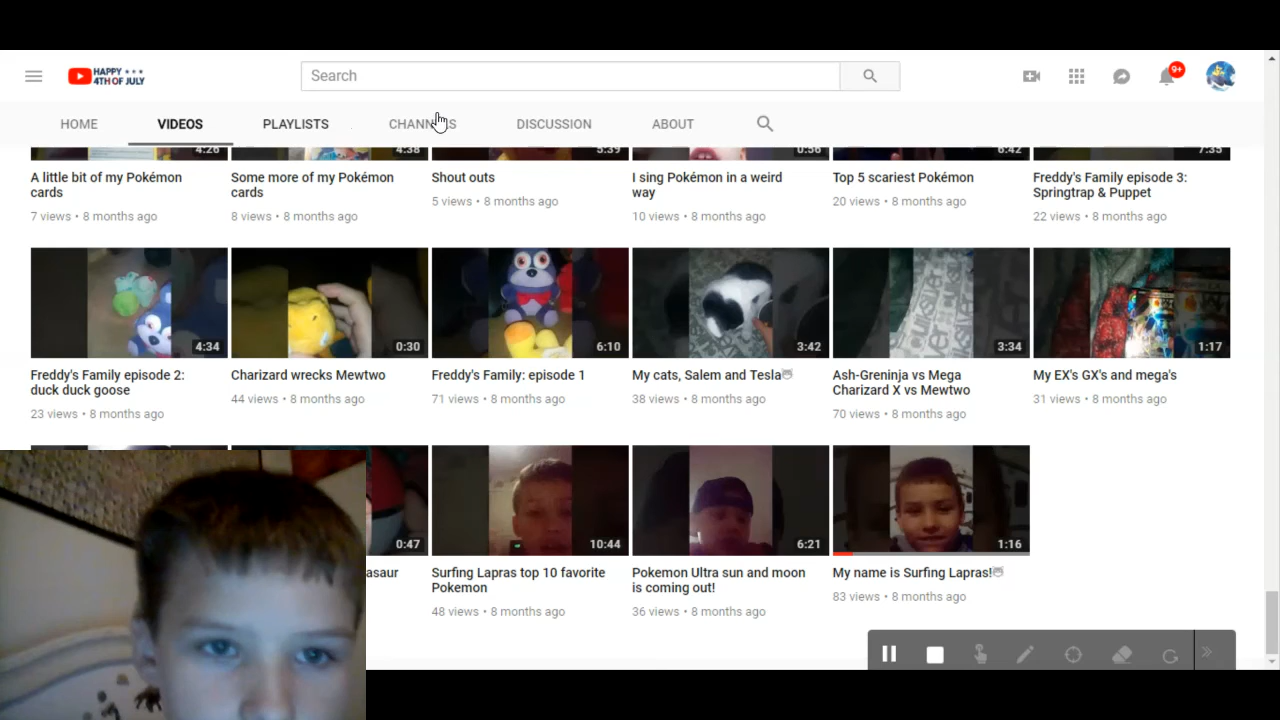 HAPPY ★★★
4TH OF JULY
Search
9+
HOME
VIDEOS
PLAYLISTS
CHANNELS
DISCUSSION
ABOUT
4:26
4:38
5:39
0:56
6:42
7:35
A little bit of my Pokémon
cards
7 views • 8 months ago
Some more of my Pokémon
cards
8 views • 8 months ago
Shout outs
5 views • 8 months ago
I sing Pokémon in a weird
way
10 views • 8 months ago
Top 5 scariest Pokémon
20 views • 8 months ago
Freddy's Family episode 3:
Springtrap & Puppet
22 views • 8 months ago
4:34
Freddy's Family episode 2:
duck duck goose
23 views • 8 months ago
0:30
Charizard wrecks Mewtwo
44 views • 8 months ago
6:10
Freddy's Family: episode 1
71 views • 8 months ago
3:42
My cats, Salem and Tesla🐱
38 views • 8 months ago
3:34
Ash-Greninja vs Mega
Charizard X vs Mewtwo
70 views • 8 months ago
1:17
My EX's GX's and mega's
31 views • 8 months ago
0:47
asaur
10:44
Surfing Lapras top 10 favorite
Pokemon
48 views • 8 months ago
6:21
Pokemon Ultra sun and moon
is coming out!
36 views • 8 months ago
1:16
My name is Surfing Lapras!🐱
83 views • 8 months ago